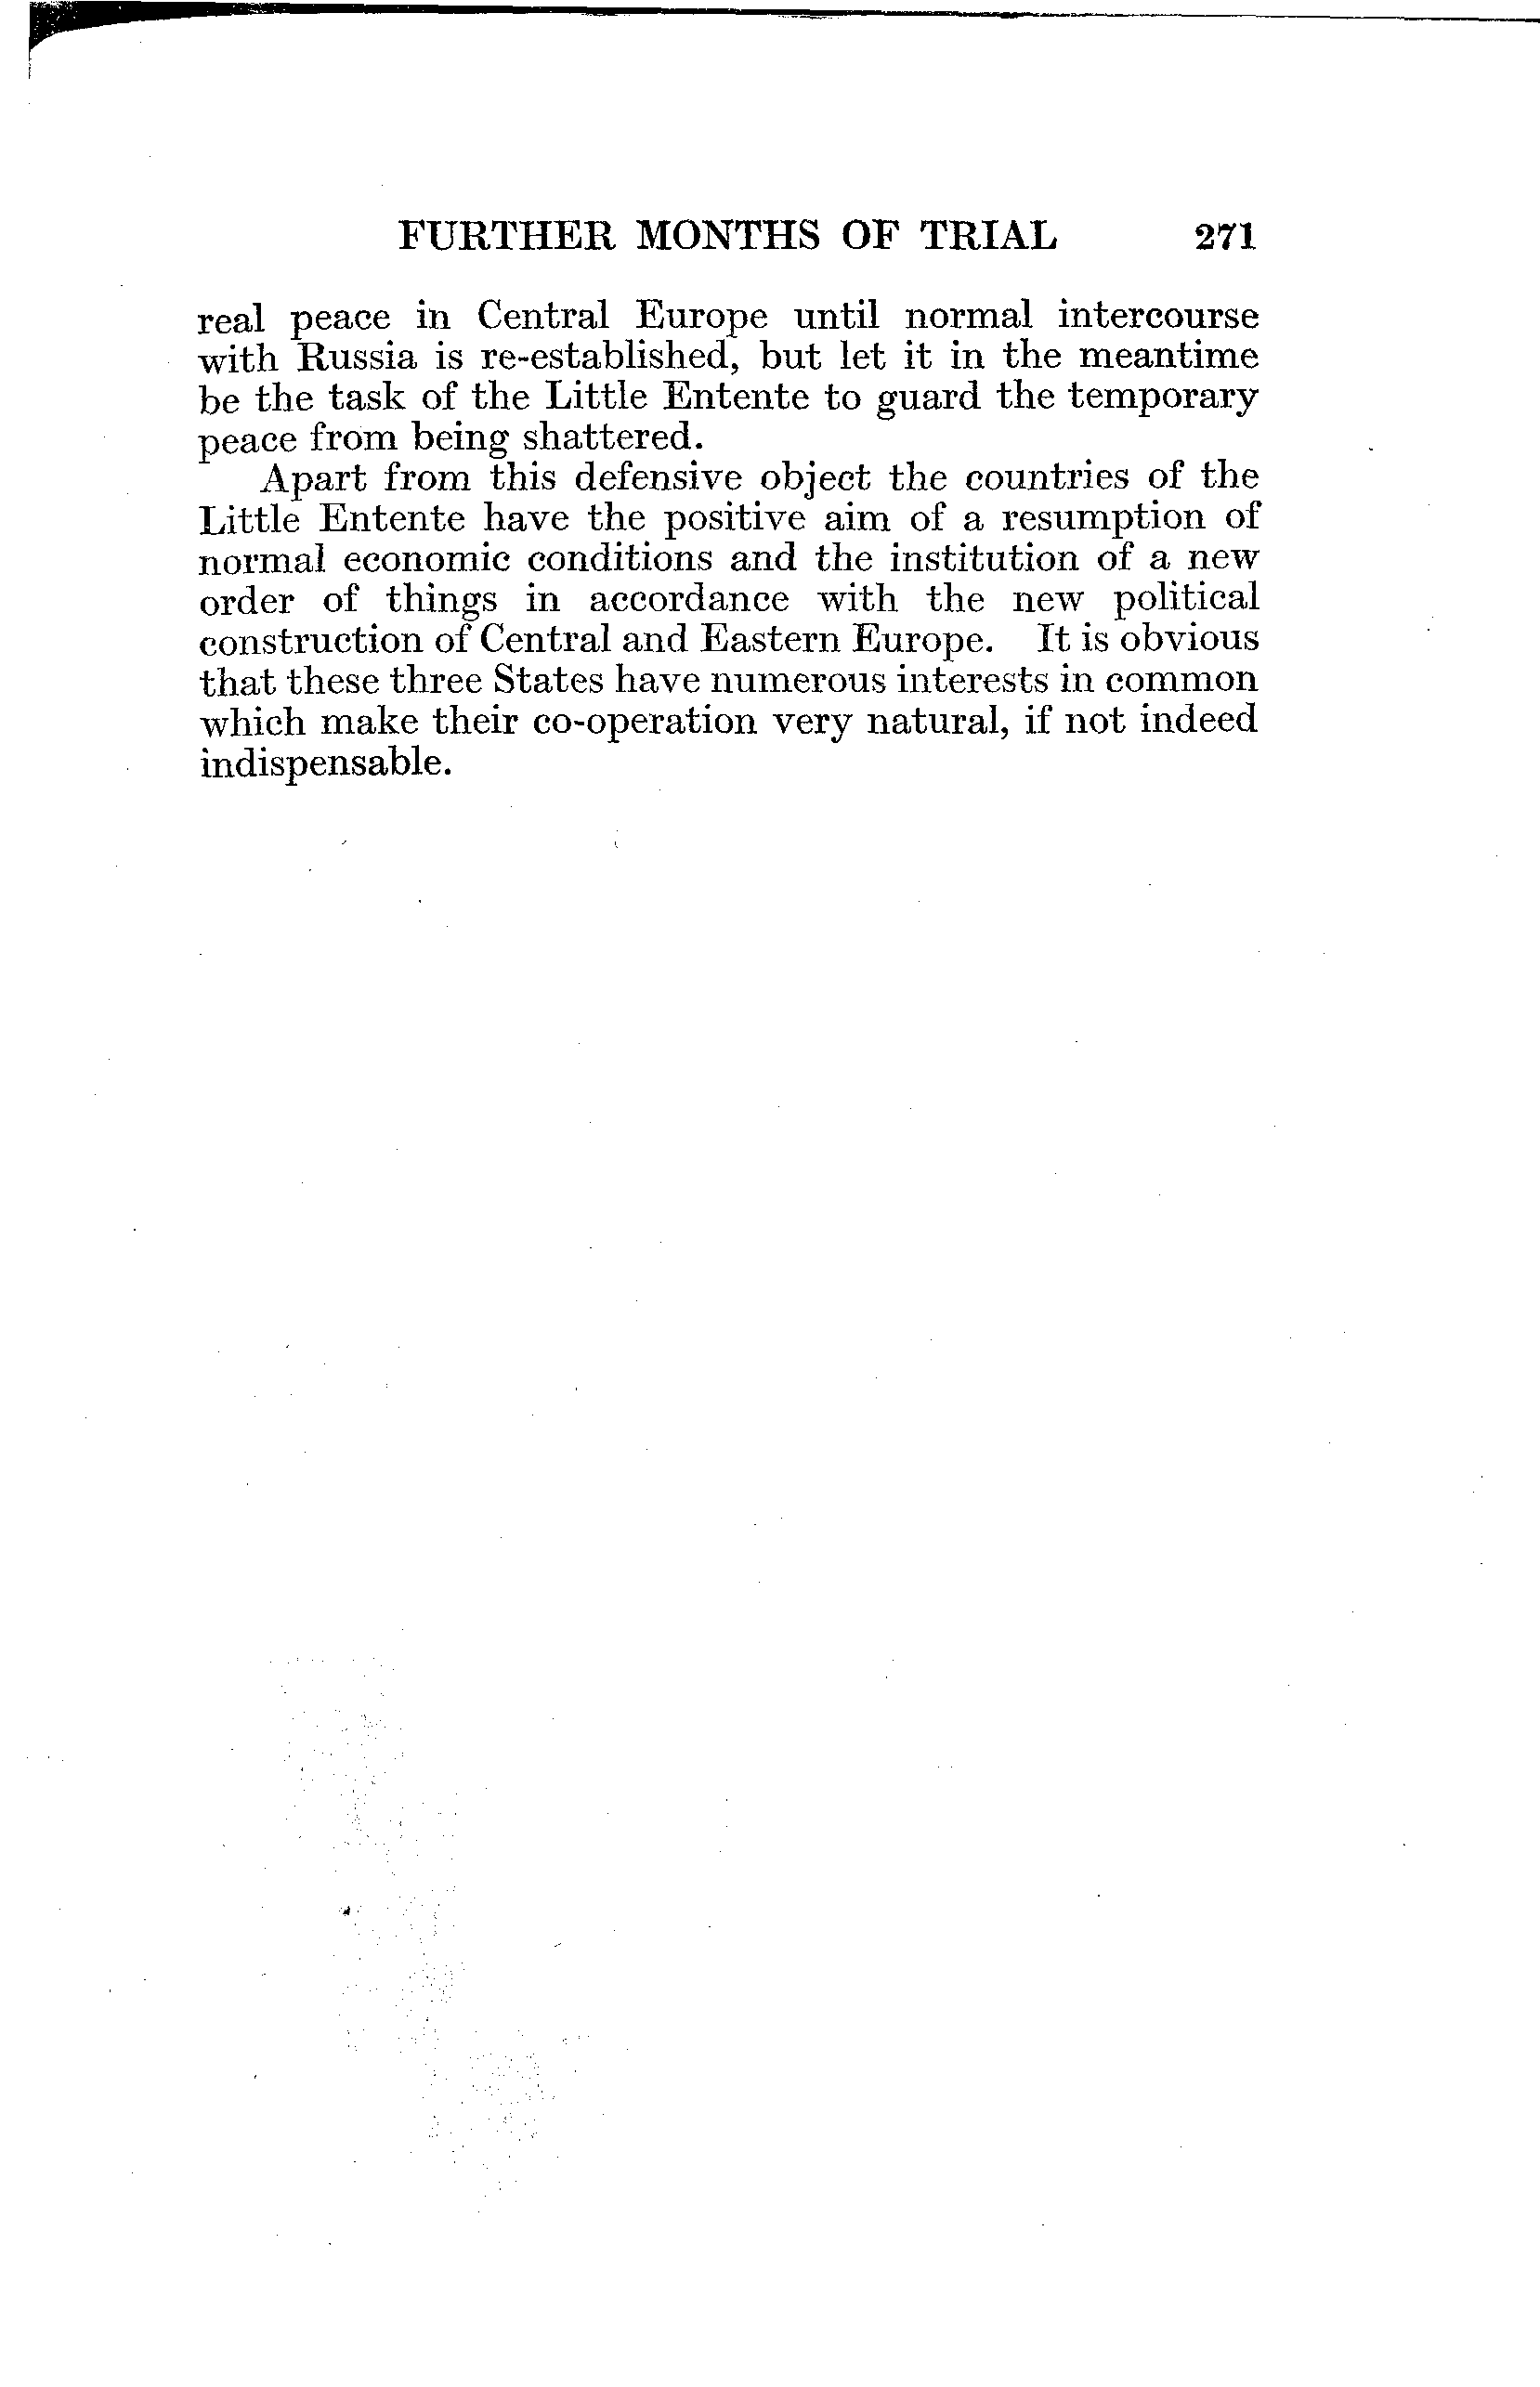 FURTHER MONTHS OF TRIAL 271
real peace in Central Europe until normal intercourse
with Russia is re-established, but let it in the meantime
be the task of the Little Entente to guard the temporary
peace from being shattered.
Apart from this defensive object the countries of the
Little Entente have the positive aim of a resumption of
normal economic conditions and the institution of a new
order of things in accordance with the new political
construction of Central and Eastern Europe. It is obvious
that these three States have numerous interests in common
which make their co-operation very natural, if not indeed
indispensable.